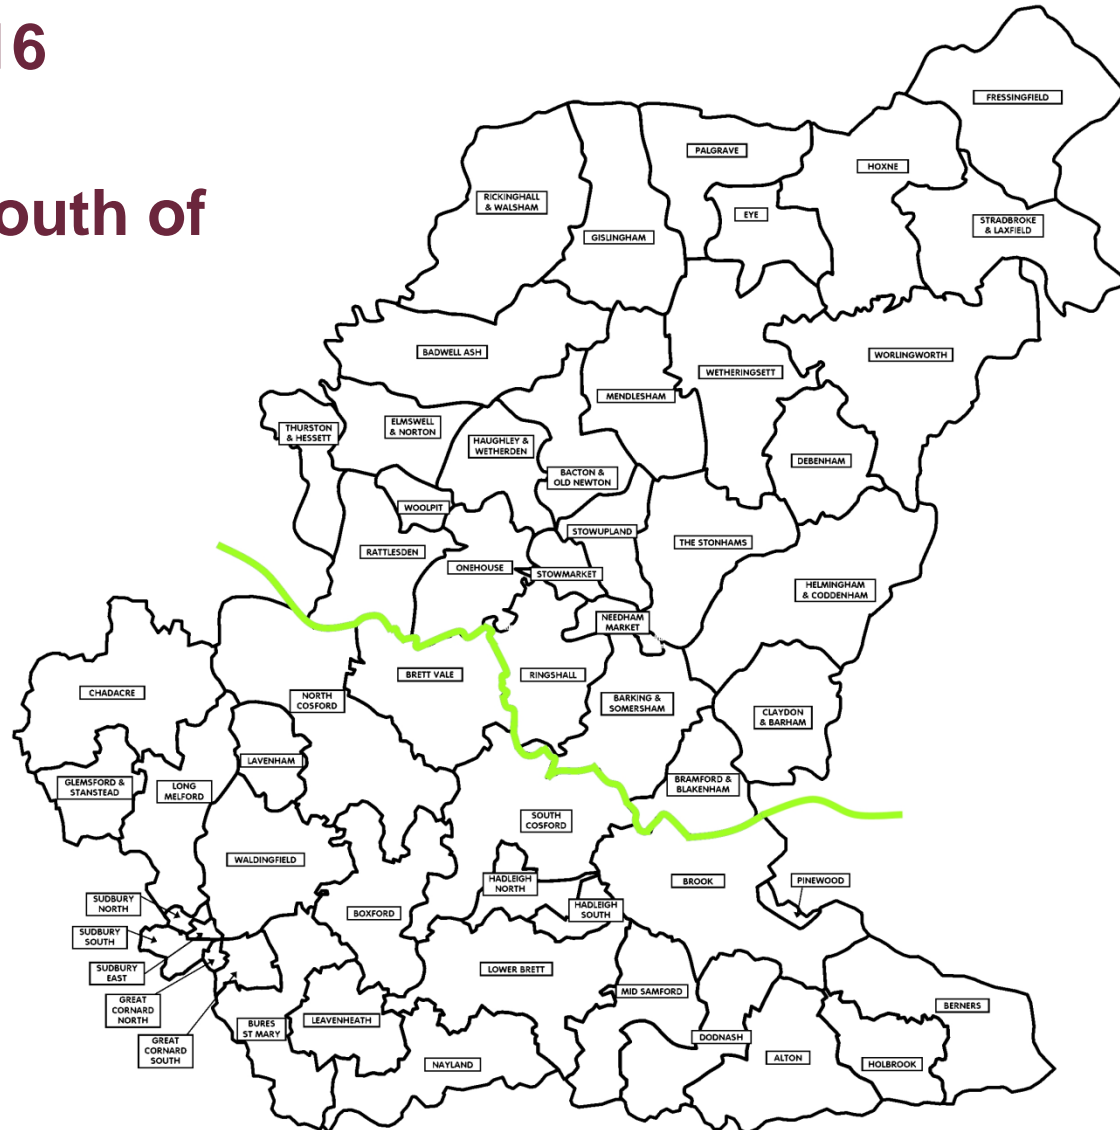 16
outh of
FRESSINGFIELD
PALGRAVE
HOXNE
RICKINGHALL
& WALSHAM
EYE
STRADBROKE
& LAXFIELD
GISLINGHAM
BADWELL ASH
WORLINGWORTH
WETHERINGSETT
MENDLESHAM
THURSTON
& HESSETT
ELMSWELL
& NORTON
HAUGHLEY &
WETHERDEN
DEBENHAM
BACTON &
OLD NEWTON
WOOLPIT
STOWUPLAND
THE STONHAMS
RATTLESDEN
ONEHOUSE
STOWMARKET
HELMINGHAM
& CODDENHAM
NEEDHAM
MARKET
BRETT VALE
RINGSHALL
CHADACRE
NORTH
COSFORD
BARKING &
SOMERSHAM
CLAYDON
& BARHAM
LAVENHAM
GLEMSFORD &
STANSTEAD
LONG
MELFORD
BRAMFORD &
BLAKENHAM
SOUTH
COSFORD
WALDINGFIELD
HADLEIGH
NORTH
BROOK
PINEWOOD
SUDBURY
NORTH
BOXFORD
HADLEIGH
SOUTH
SUDBURY
SOUTH
SUDBURY
EAST
LOWER BRETT
MID SAMFORD
GREAT
CORNARD
NORTH
BERNERS
BURES
ST MARY
LEAVENHEATH
DODNASH
GREAT
CORNARD
SOUTH
NAYLAND
ALTON
HOLBROOK